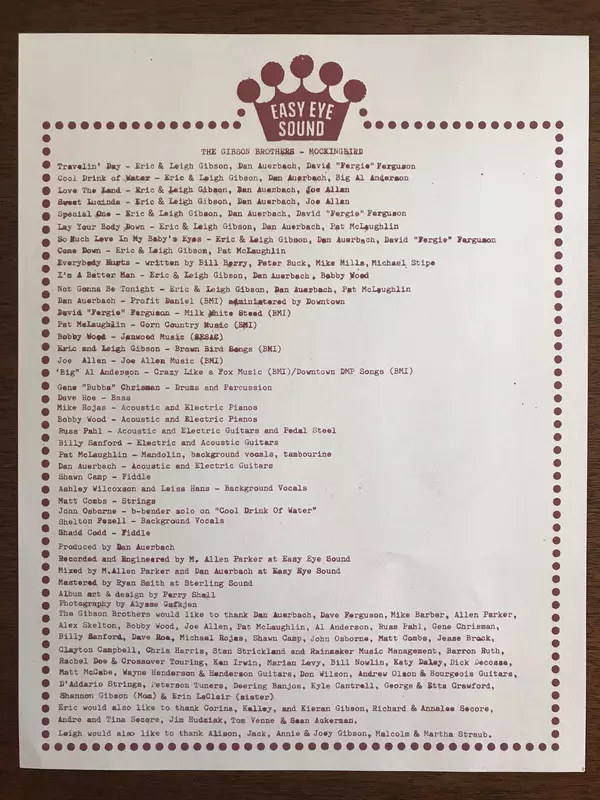 EASY EYE
SOUND
THE GIBSON BROTHERS - MOCKINGBIRD
Travelin' Day - Eric & Leigh Gibson, Dan Auerbach, David "Fergie" Ferguson
Cool Drink of Water - Eric & Leigh Gibson, Dan Auerbach, Big Al Anderson
Love The Land - Eric & Leigh Gibson, Dan Auerbach, Joe Allan
Sweet Lucinda - Eric & Leigh Gibson, Dan Auerbach, Joe Allan
Special One - Eric & Leigh Gibson, Dan Auerbach, David "Fergie" Ferguson
Lay Your Body Down - Eric & Leigh Gibson, Dan Auerbach, Pat McLaughlin
So Much Love In My Baby's Eyes - Eric & Leigh Gibson, Dan Auerbach, David "Fergie" Ferguson
Come Down - Eric & Leigh Gibson, Pat McLaughlin
Everybody Hurts - written by Bill Berry, Peter Buck, Mike Mills, Michael Stipe
I'm A Better Man - Eric & Leigh Gibson, Dan Auerbach, Bobby Wood
Not Gonna Be Tonight - Eric & Leigh Gibson, Dan Auerbach, Pat McLaughlin
Dan Auerbach - Profit Daniel (BMI) administered by Downtown
David "Fergie" Ferguson - Milk White Steed (BMI)
Pat McLaughlin - Corn Country Music (BMI)
Bobby Wood - Janwood Music (SESAC)
Eric and Leigh Gibson - Brawn Bird Songs (BMI)
Joe Allen - Joe Allen Music (BMI)
'Big" Al Anderson - Crazy Like a Fox Music (BMI)/Downtown DMP Songs (BMI)
Gene "Bubba" Chrisman - Drums and Percussion
Dave Roe - Bass
Mike Rojas - Acoustic and Electric Pianos
Bobby Wood - Acoustic and Electric Pianos
Russ Pahl - Acoustic and Electric Guitars and Pedal Steel
Billy Sanford - Electric and Acoustic Guitars
Pat McLaughlin - Mandolin, background vocals, tambourine
Dan Auerbach - Acoustic and Electric Guitars
Shawn Camp - Fiddle
Ashley Wilcoxson and Leisa Hans - Background Vocals
Matt Combs - Strings
John Osborne - b-bender solo on "Cool Drink Of Water"
Shelton Fezell - Background Vocals
Shadd Cobb - Fiddle
Produced by Dan Auerbach
Recorded and Engineered by M. Allen Parker at Easy Eye Sound
Mixed by M.Allen Parker and Dan Auerbach at Easy Eye Sound
Mastered by Ryan Smith at Sterling Sound
Album art & design by Perry Shall
Photography by Alysse Gafkjen
The Gibson Brothers would like to thank Dan Auerbach, Dave Ferguson, Mike Barber, Allen Parker,
Alex Skelton, Bobby Wood, Joe Allen, Pat McLaughlin, Al Anderson, Russ Pahl, Gene Chrisman,
Billy Sanford, Dave Roe, Michael Rojas, Shawn Camp, John Osborne, Matt Combs, Jesse Brock,
Clayton Campbell, Chris Harris, Stan Strickland and Rainmaker Music Management, Barron Ruth,
Rachel Dee & Crossover Touring, Ken Irwin, Marian Levy, Bill Nowlin, Katy Daley, Dick Decosse,
Matt McCabe, Wayne Henderson & Henderson Guitars, Don Wilson, Andrew Olson & Bourgeois Guitars,
D'Addario Strings, Peterson Tuners, Deering Banjos, Kyle Cantrell, George & Etta Crawford,
Shannon Gibson (Mom) & Erin LaClair (sister)
Eric would also like to thank Corina, Kelley, and Kieran Gibson, Richard & Annalee Secore,
Andre and Tina Secore, Jim Hudziak, Tom Venne & Sean Ackerman.
Leigh would also like to thank Alison, Jack, Annie & Joey Gibson, Malcolm & Martha Straub.